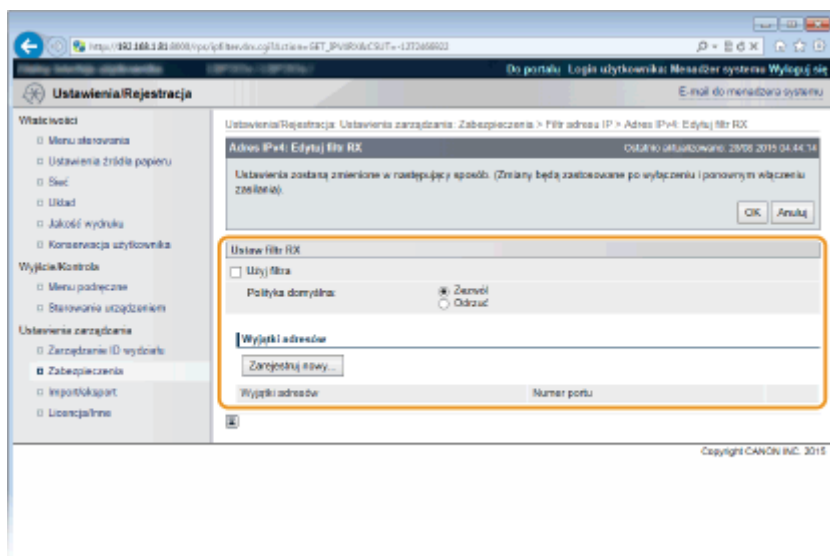 Do portalu Login użytkownika: Menedżer systemu Wyloguj się
Ustawienia/Rejestracja
E-mail do menedżera systemu
Właściwości
Menu sterowania
Ustawienia źródła papieru
Sieć
Układ
Jakość wydruku
Konserwacja użytkownika
Wyjście/Kontrola
Menu podręczne
Sterowanie urządzeniem
Ustawienia zarządzania
Zarządzanie ID wydziału
Zabezpieczenia
Import/Eksport
Licencja/Inne
Ustawienia/Rejestracja: Ustawienia zarządzania: Zabezpieczenia > Filtr adresu IP > Adres IPv4: Edytuj filtr RX
Adres IPv4: Edytuj filtr RX
Ostatnio aktualizowano: 2015 04:44:14
Ustawienia zostaną zmienione w następujący sposób. (Zmiany będą zastosowane po wyłączeniu i ponownym włączeniu
zasilania).
OK Anuluj
Ustaw filtr RX
Użyj filtra
Polityka domyślna:
Zezwól
Odrzuć
Wyjątki adresów
Zarejestruj nowy...
Wyjątki adresów Numer portu
Copyright CANON INC. 2015